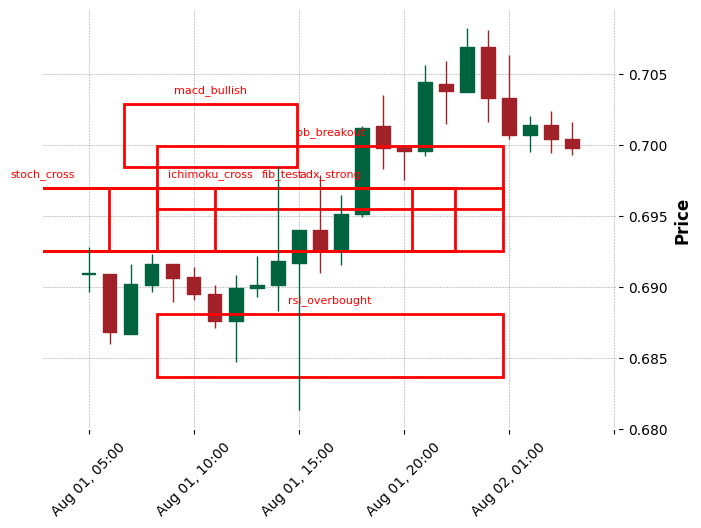 macd_bullish
bb_breakout
stoch_cross
ichimoku_cross
fib_test
adx_strong
rsi_overbought
0.705
0.700
0.695
0.690
0.685
0.680
Price
Aug 01, 05:00
Aug 01, 10:00
Aug 01, 15:00
Aug 01, 20:00
Aug 02, 01:00